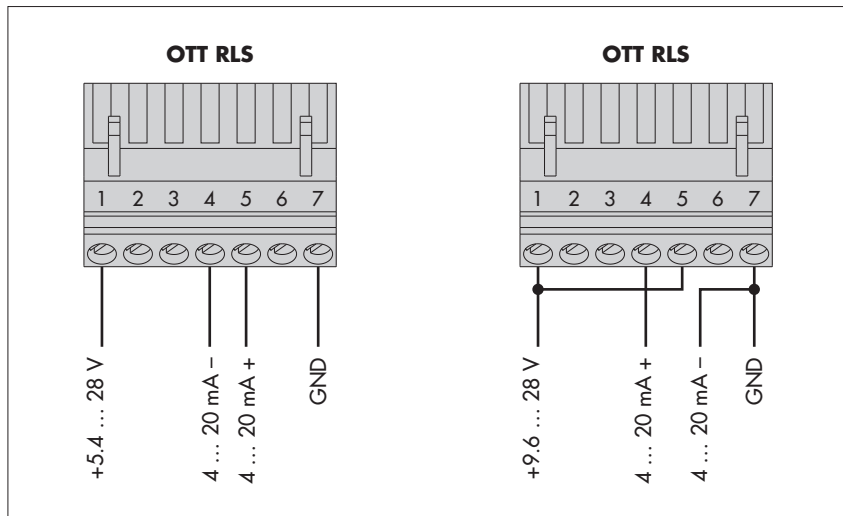 OTT RLS
1 2 3 4 5 6 7
+5.4 … 28 V
4 … 20 mA –
4 … 20 mA +
GND
OTT RLS
1 2 3 4 5 6 7
+9.6 … 28 V
4 … 20 mA +
4 … 20 mA –
GND